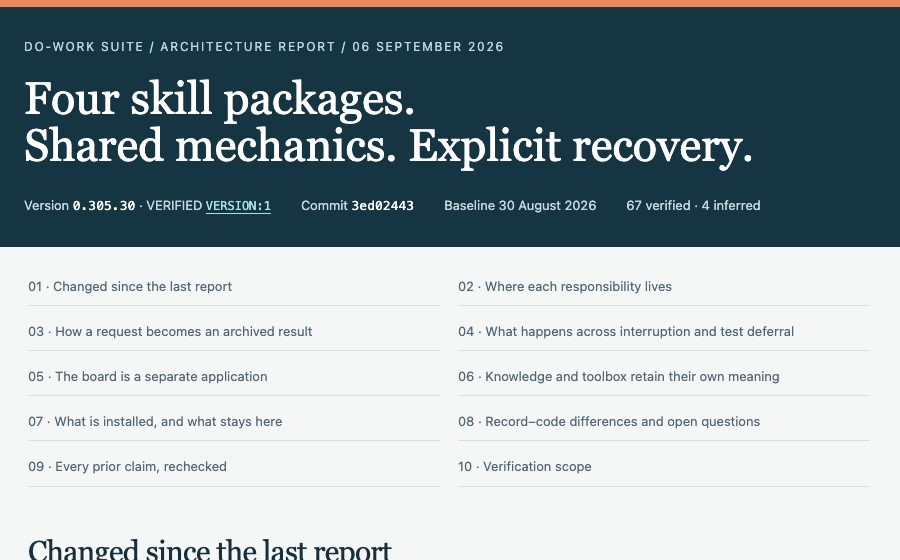 DO-WORK SUITE / ARCHITECTURE REPORT / 06 SEPTEMBER 2026
Four skill packages.
Shared mechanics. Explicit recovery.
Version 0.305.30 · VERIFIED VERSION:1 Commit 3ed02443 Baseline 30 August 2026 67 verified · 4 inferred
01 · Changed since the last report
02 · Where each responsibility lives
03 · How a request becomes an archived result
04 · What happens across interruption and test deferral
05 · The board is a separate application
06 · Knowledge and toolbox retain their own meaning
07 · What is installed, and what stays here
08 · Record–code differences and open questions
09 · Every prior claim, rechecked
10 · Verification scope
Changed since the last report